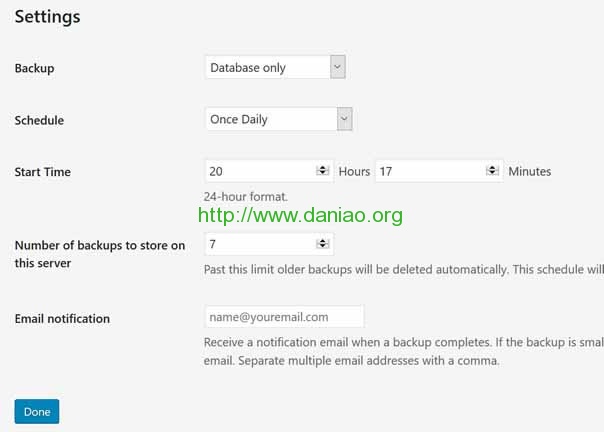 Settings
Backup
Database only
Schedule
Once Daily
Start Time
20
Hours
17
Minutes
24-hour format.
http://www.daniao.org
Number of backups to store on
this server
7
Past this limit older backups will be deleted automatically. This schedule will
Email notification
name@youremail.com
Receive a notification email when a backup completes. If the backup is smal
email. Separate multiple email addresses with a comma.
Done